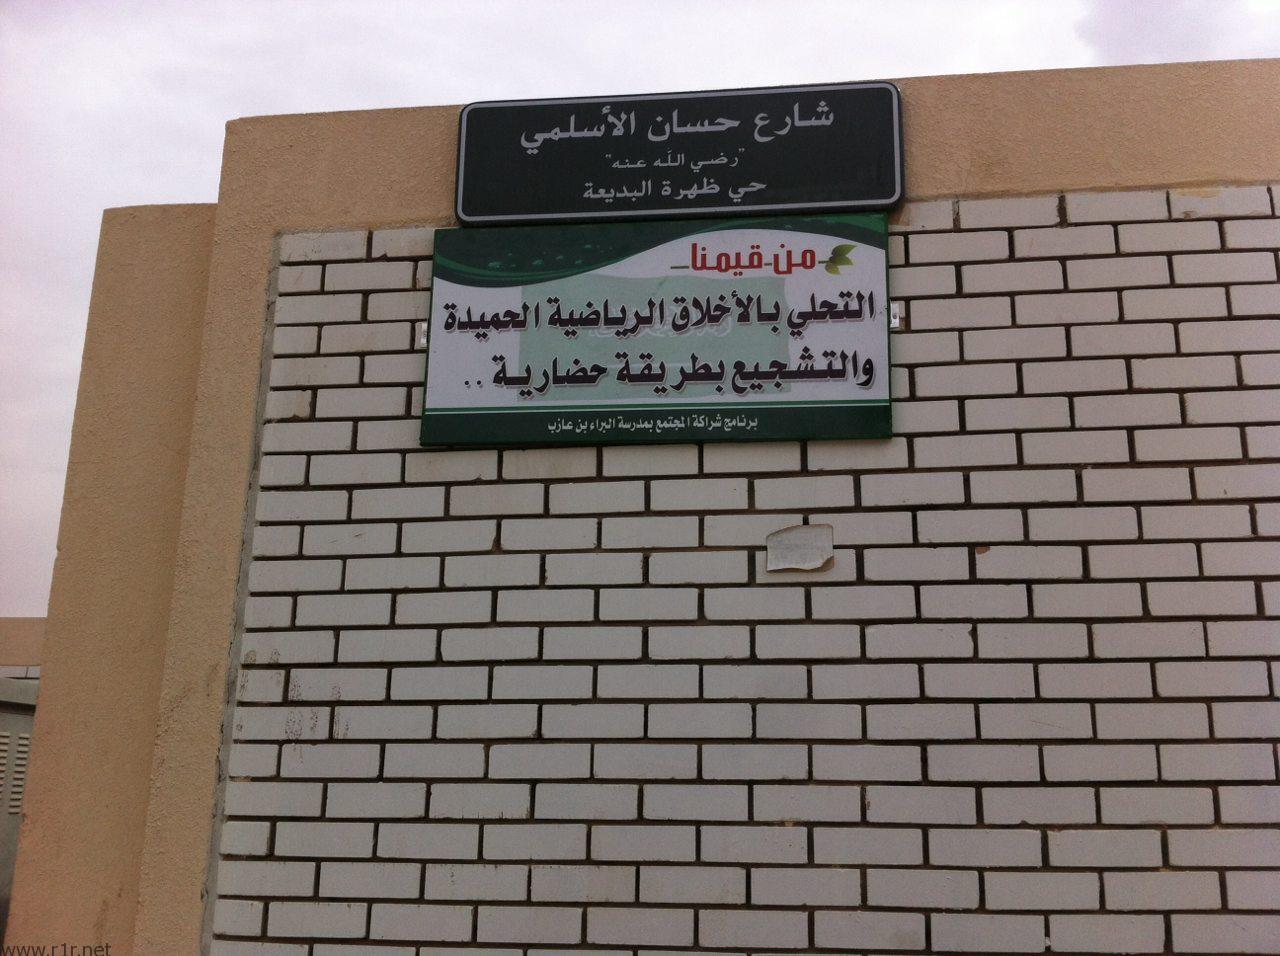 شارع حسان الأسلمي
"رضي الله عنه"
حي ظهرة البديعة
من قيمنا
التحلي بالأخلاق الرياضية الحميدة
والتشجيع بطريقة حضارية ..
برنامج شراكة المجتمع بمدرسة البراء بن عازب
www.r1r.net